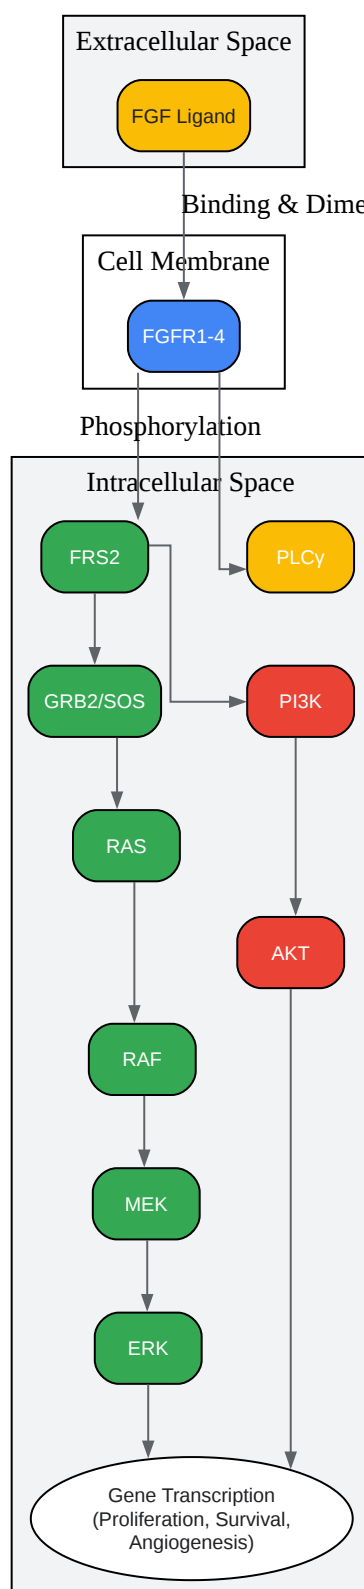 Extracellular Space
FGF Ligand
Binding & Dime
Cell Membrane
FGFR1-4
Phosphorylation
Intracellular Space
FRS2
PLCγ
GRB2/SOS
PI3K
RAS
AKT
RAF
MEK
ERK
Gene Transcription
(Proliferation, Survival,
Angiogenesis)